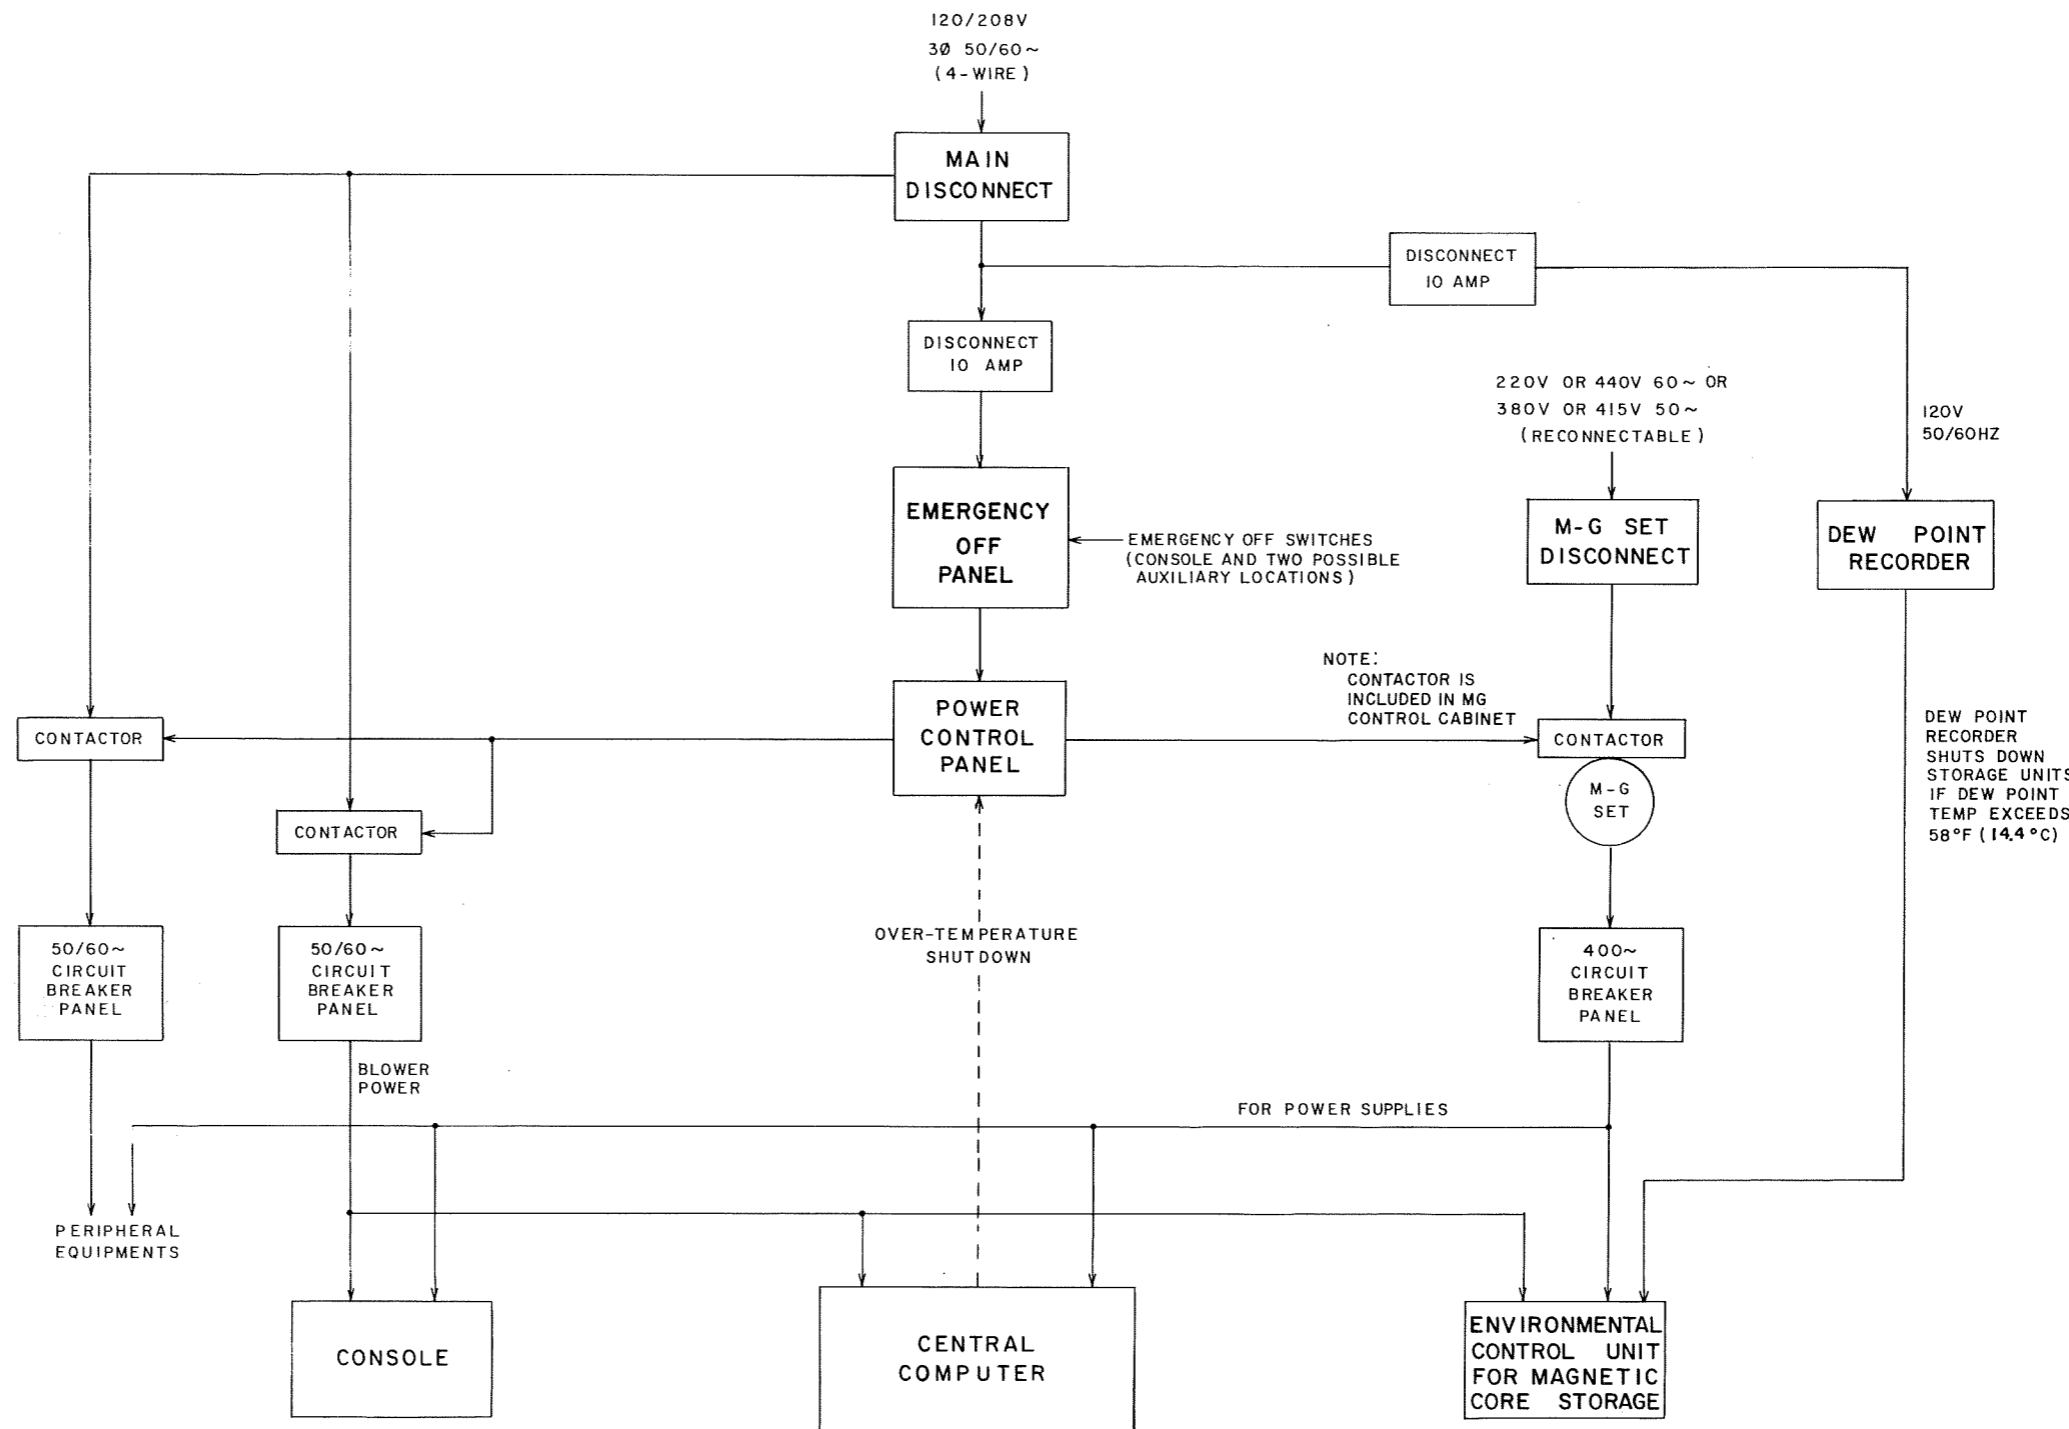 120/208V
3Ø 50/60~
(4-WIRE)
MAIN
DISCONNECT
DISCONNECT
10 AMP
DISCONNECT
10 AMP
220V OR 440V 60~ OR
380V OR 415V 50~
(RECONNECTABLE)
120V
50/60HZ
EMERGENCY
OFF
PANEL
EMERGENCY OFF SWITCHES
(CONSOLE AND TWO POSSIBLE
AUXILIARY LOCATIONS)
M-G SET
DISCONNECT
DEW POINT
RECORDER
NOTE:
CONTACTOR IS
INCLUDED IN MG
CONTROL CABINET
CONTACTOR
POWER
CONTROL
PANEL
CONTACTOR
DEW POINT
RECORDER
SHUTS DOWN
STORAGE UNITS
IF DEW POINT
TEMP EXCEEDS
58°F (14.4°C)
M-G
SET
CONTACTOR
50/60~
CIRCUIT
BREAKER
PANEL
50/60~
CIRCUIT
BREAKER
PANEL
OVER-TEMPERATURE
SHUTDOWN
400~
CIRCUIT
BREAKER
PANEL
BLOWER
POWER
FOR POWER SUPPLIES
PERIPHERAL
EQUIPMENTS
CONSOLE
CENTRAL
COMPUTER
ENVIRONMENTAL
CONTROL UNIT
FOR MAGNETIC
CORE STORAGE